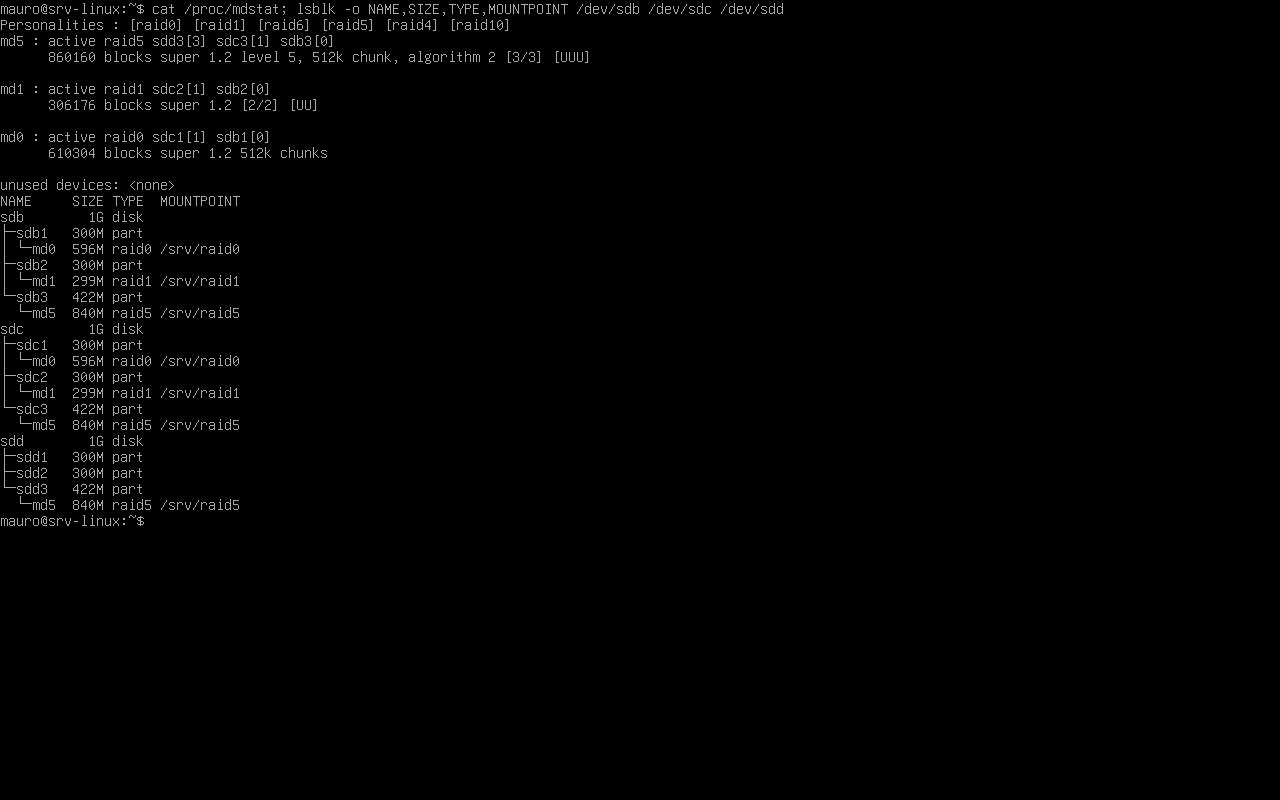 mauro@srv-linux:~$ cat /proc/mdstat; lsblk -o NAME,SIZE,TYPE,MOUNTPOINT /dev/sdb /dev/sdc /dev/sdd
Personalities : [raid0] [raid1] [raid6] [raid5] [raid4] [raid10]
md5 : active raid5 sdd3[3] sdc3[1] sdb3[0]
      860160 blocks super 1.2 level 5, 512k chunk, algorithm 2 [3/3] [UUU]

md1 : active raid1 sdc2[1] sdb2[0]
      306176 blocks super 1.2 [2/2] [UU]

md0 : active raid0 sdc1[1] sdb1[0]
      610304 blocks super 1.2 512k chunks

unused devices: <none>
NAME     SIZE TYPE  MOUNTPOINT
sdb        1G disk
├─sdb1   300M part
│ └─md0  596M raid0 /srv/raid0
├─sdb2   300M part
│ └─md1  299M raid1 /srv/raid1
└─sdb3   422M part
  └─md5  840M raid5 /srv/raid5
sdc        1G disk
├─sdc1   300M part
│ └─md0  596M raid0 /srv/raid0
├─sdc2   300M part
│ └─md1  299M raid1 /srv/raid1
└─sdc3   422M part
  └─md5  840M raid5 /srv/raid5
sdd        1G disk
├─sdd1   300M part
├─sdd2   300M part
└─sdd3   422M part
  └─md5  840M raid5 /srv/raid5
mauro@srv-linux:~$